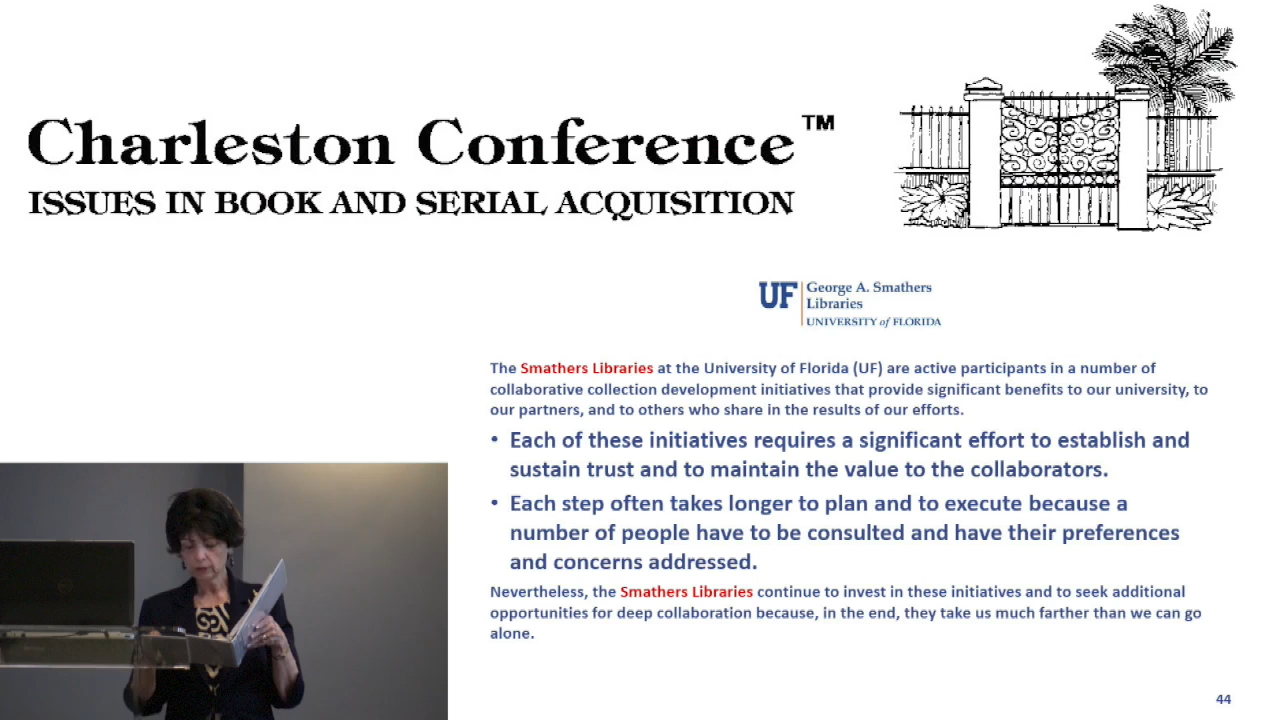 Charleston Conference™
ISSUES IN BOOK AND SERIAL ACQUISITION
UF George A. Smathers
Libraries
UNIVERSITY of FLORIDA
The Smathers Libraries at the University of Florida (UF) are active participants in a number of
collaborative collection development initiatives that provide significant benefits to our university, to
our partners, and to others who share in the results of our efforts.
• Each of these initiatives requires a significant effort to establish and
sustain trust and to maintain the value to the collaborators.
• Each step often takes longer to plan and to execute because a
number of people have to be consulted and have their preferences
and concerns addressed.
Nevertheless, the Smathers Libraries continue to invest in these initiatives and to seek additional
opportunities for deep collaboration because, in the end, they take us much farther than we can go
alone.
44